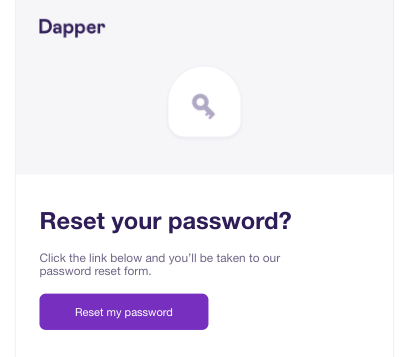 Dapper
Reset your password?
Click the link below and you'll be taken to our
password reset form.
Reset my password